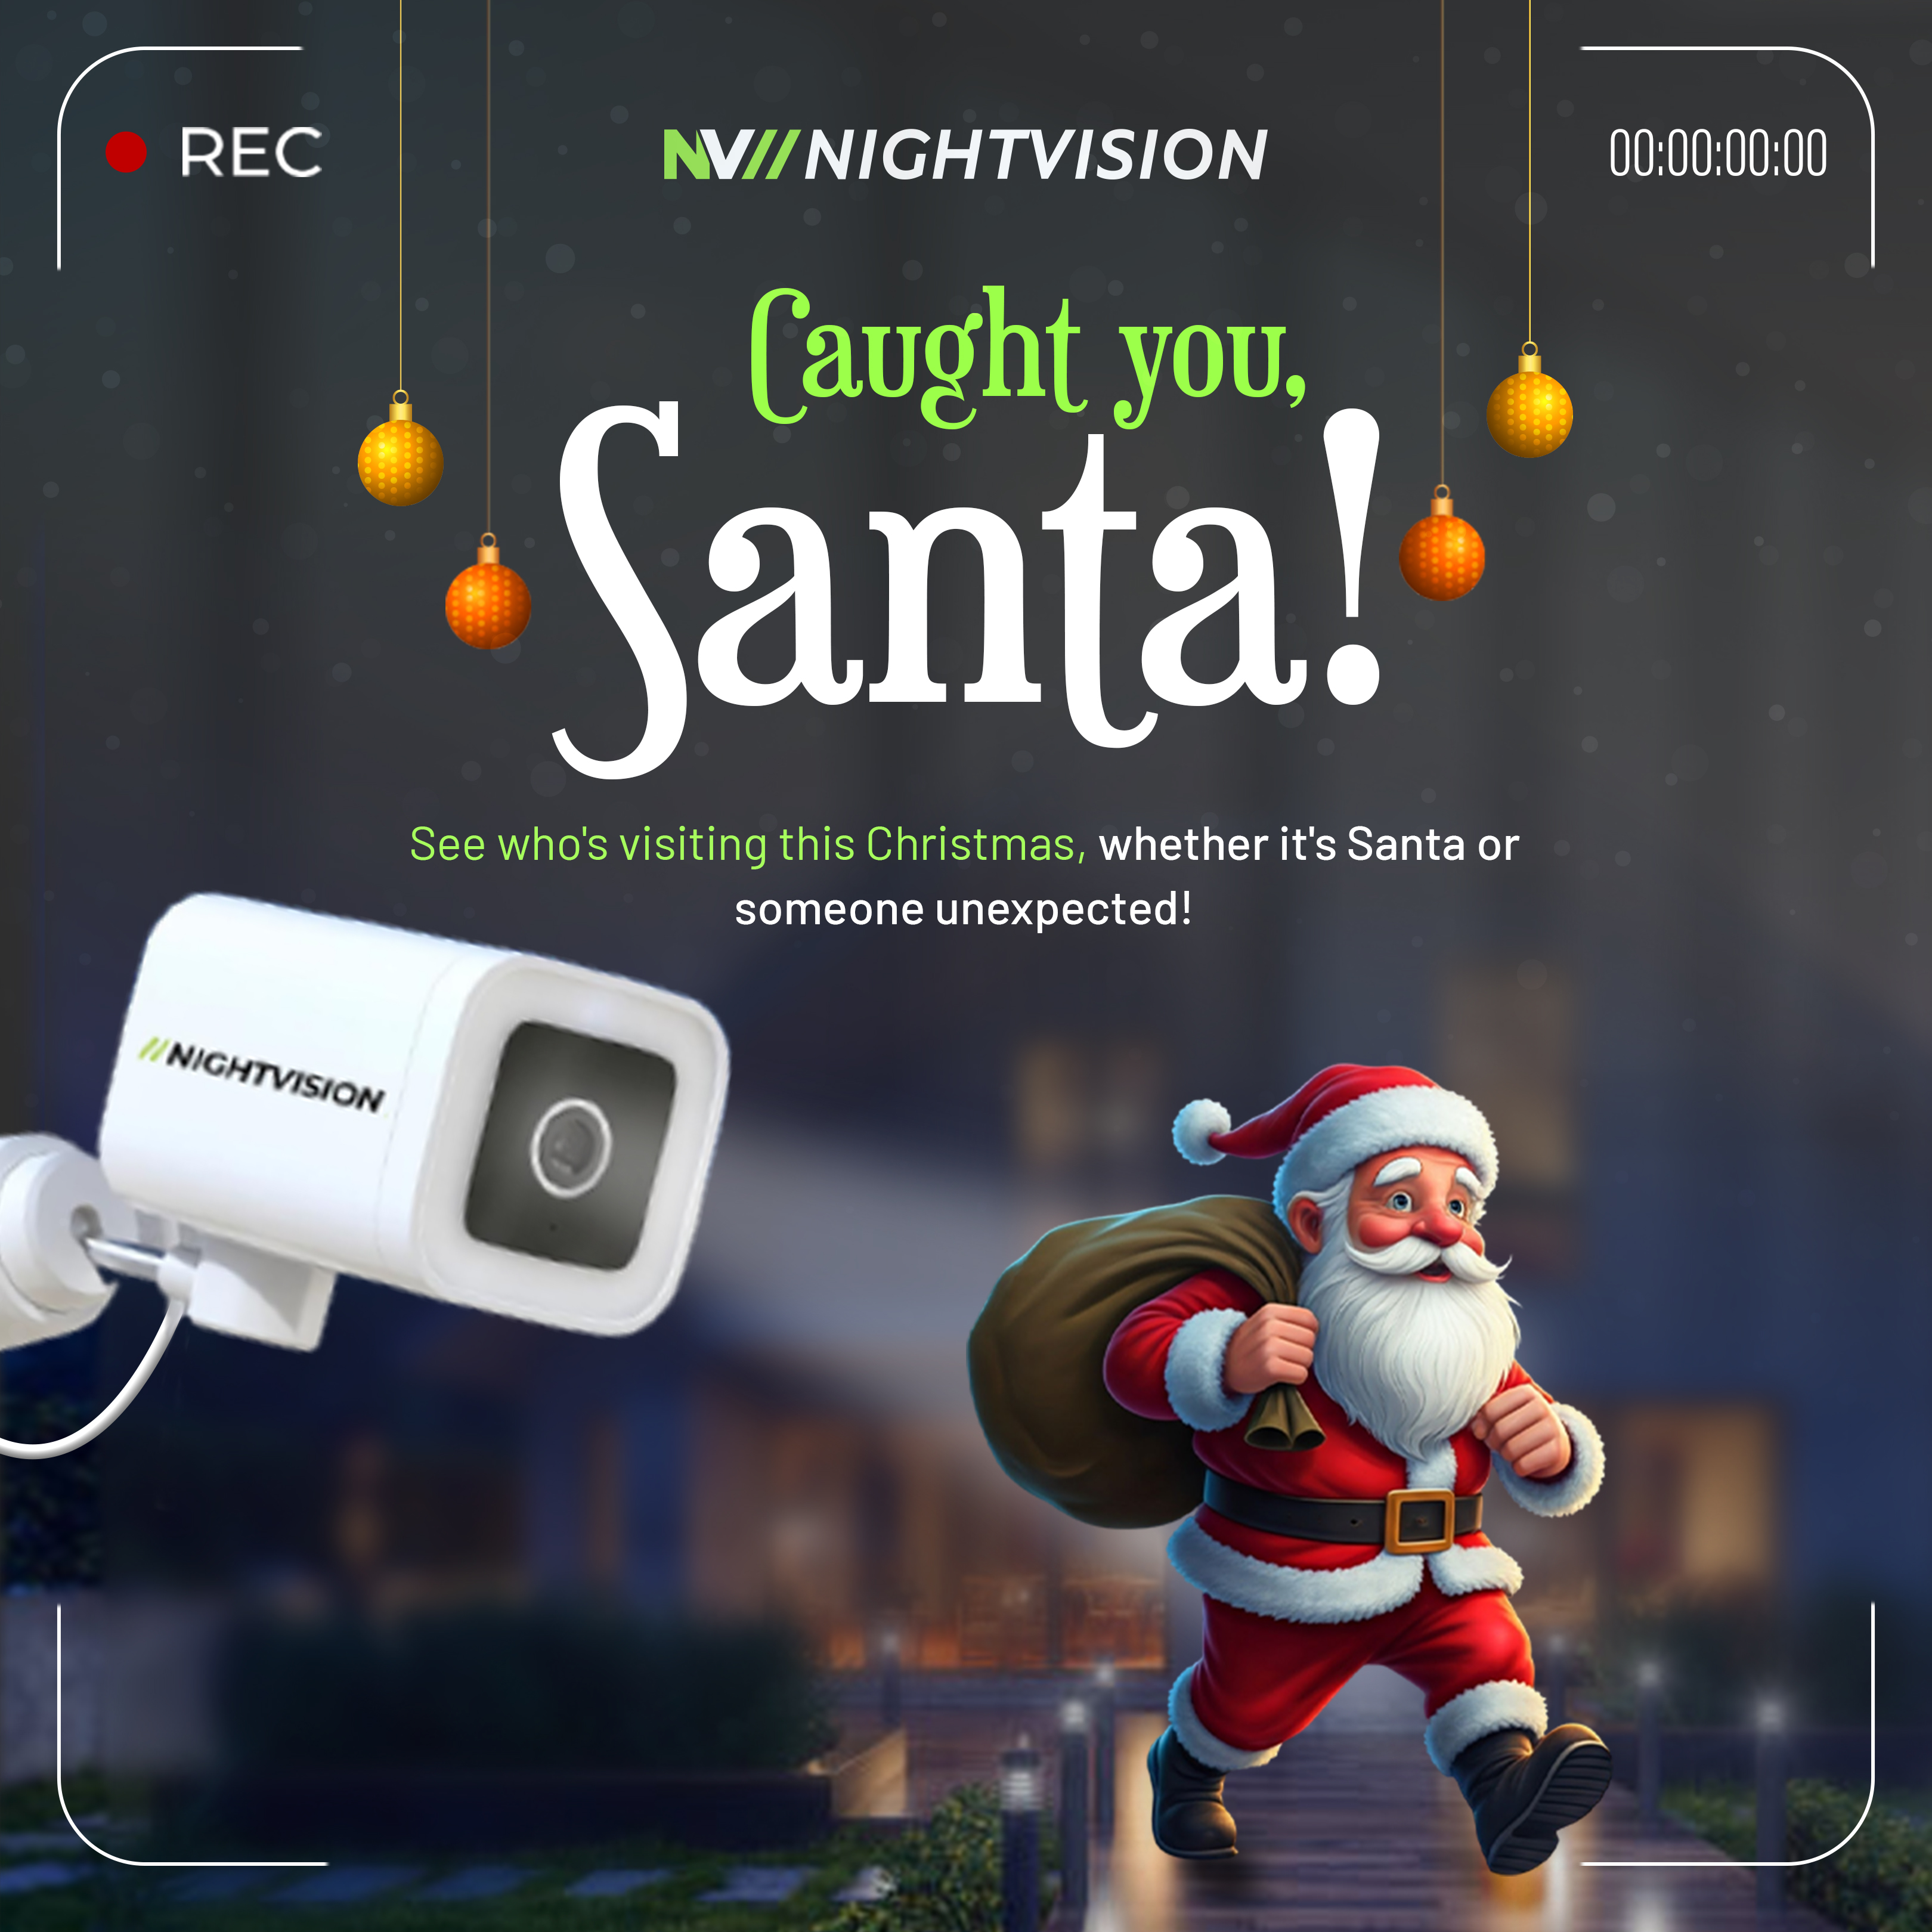 REC
NV//NIGHTVISION
00:00:00:00
Caught you,
Santa!
See who's visiting this Christmas, whether it's Santa or
someone unexpected!
//NIGHTVISION